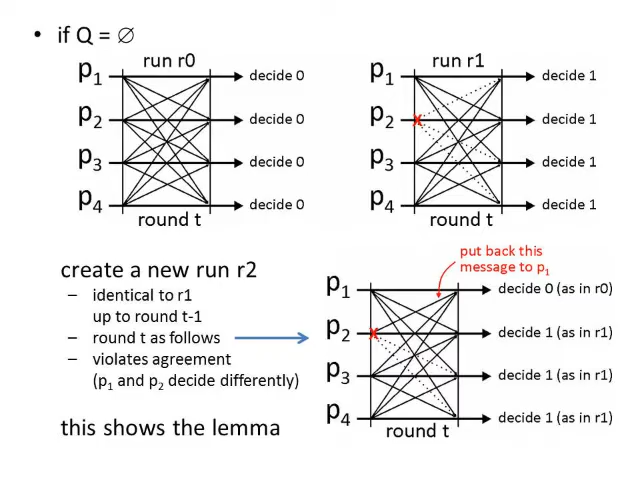 • if Q = ∅
run r0
p₁ decide 0
p₂ decide 0
p₃ decide 0
p₄ decide 0
round t
run r1
p₁ decide 1
p₂ x decide 1
p₃ decide 1
p₄ decide 1
round t
create a new run r2
– identical to r1
up to round t-1
– round t as follows
– violates agreement
(p₁ and p₂ decide differently)
this shows the lemma
put back this
message to p₁
p₁ decide 0 (as in r0)
p₂ x decide 1 (as in r1)
p₃ decide 1 (as in r1)
p₄ decide 1 (as in r1)
round t